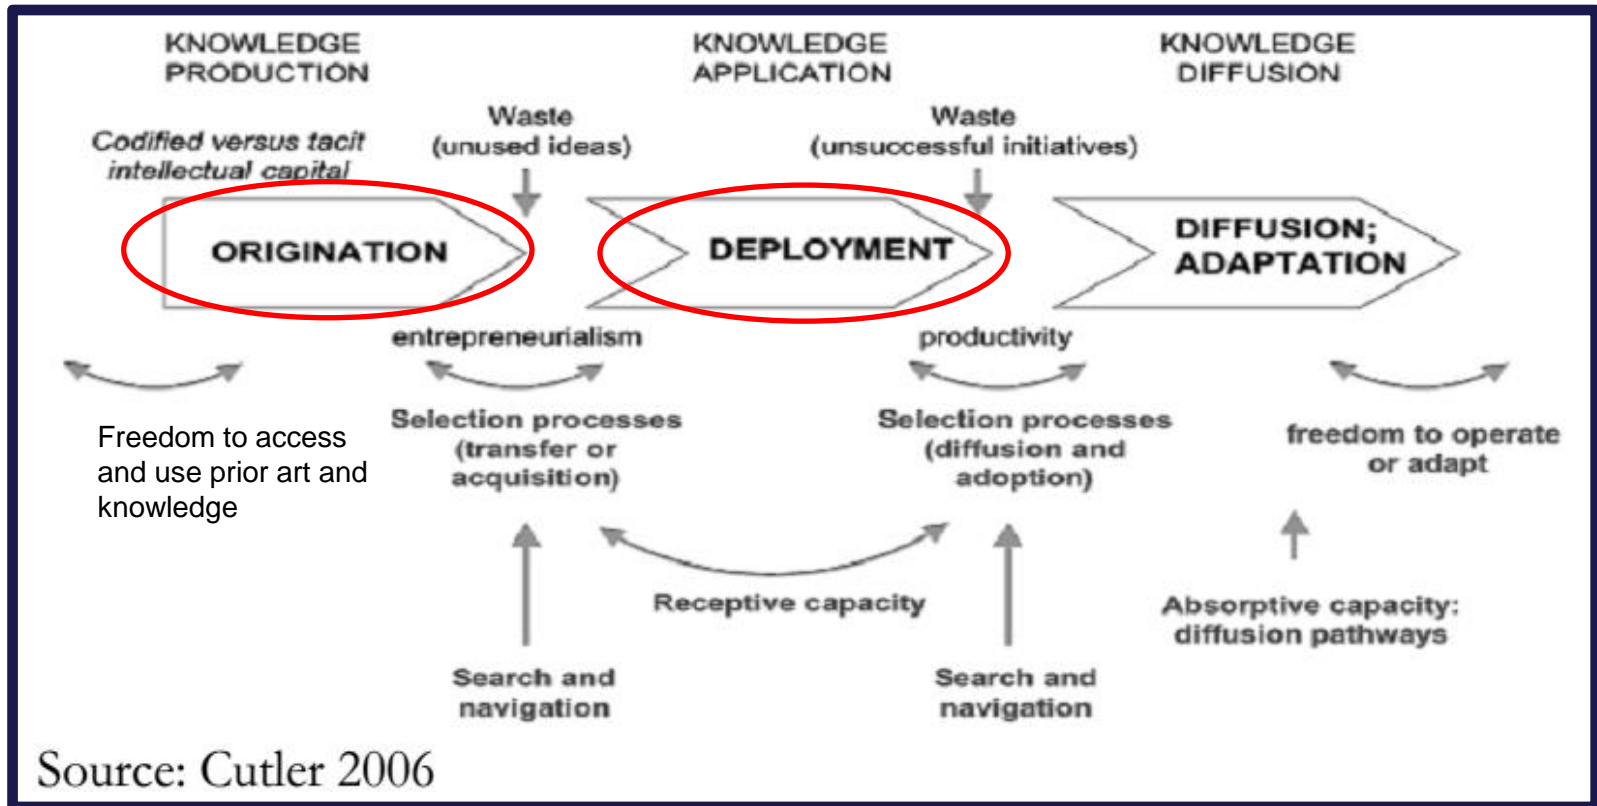 KNOWLEDGE
PRODUCTION
KNOWLEDGE
APPLICATION
KNOWLEDGE
DIFFUSION
Codified versus tacit
intellectual capital
Waste
(unused ideas)
Waste
(unsuccessful initiatives)
ORIGINATION
DEPLOYMENT
DIFFUSION;
ADAPTATION
entrepreneurialism
productivity
Freedom to access
and use prior art and
knowledge
Selection processes
(transfer or
acquisition)
Selection processes
(diffusion and
adoption)
freedom to operate
or adapt
Receptive capacity
Absorptive capacity:
diffusion pathways
Search and
navigation
Search and
navigation
Source: Cutler 2006